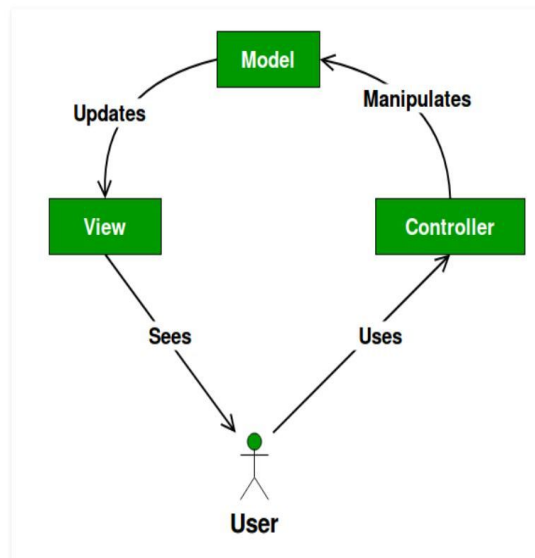 Model
Updates
Manipulates
View
Controller
Sees
Uses
User